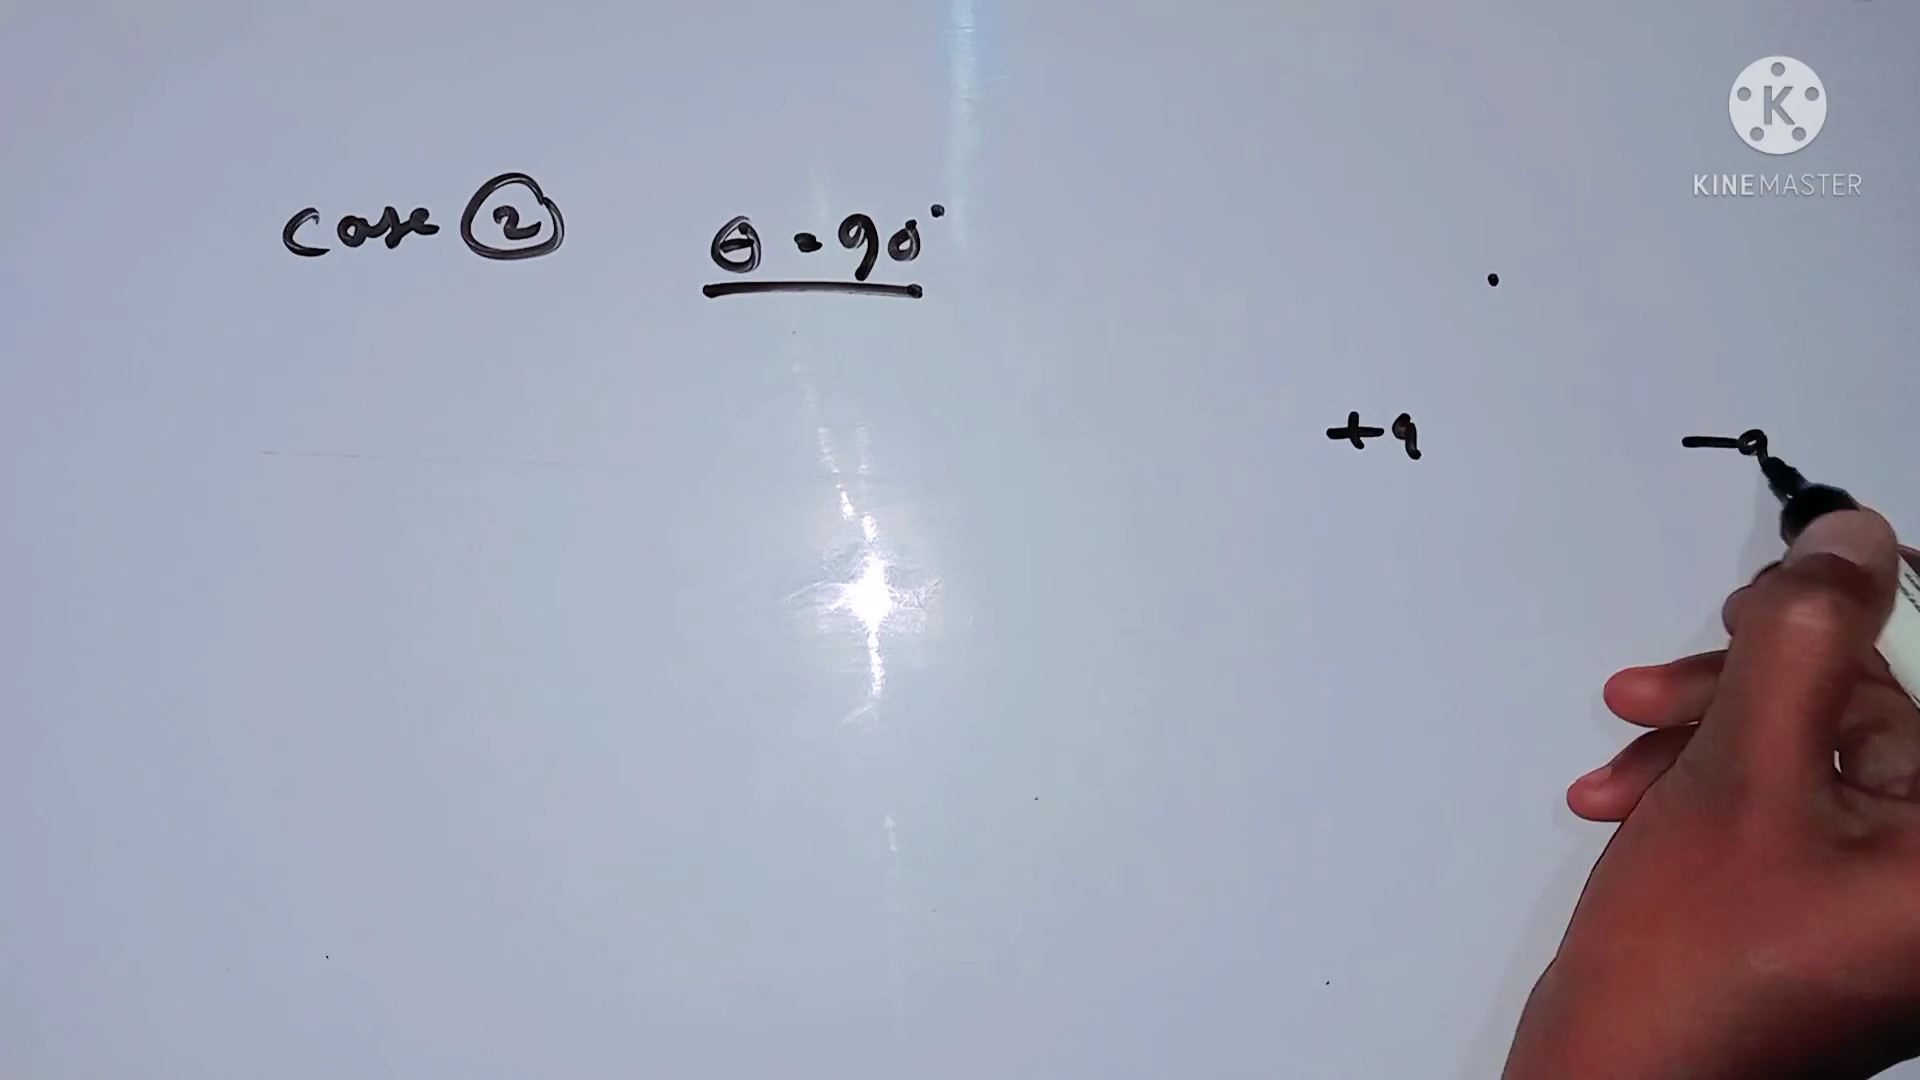 K
KINEMASTER
Case ② θ = 90°
+q -q